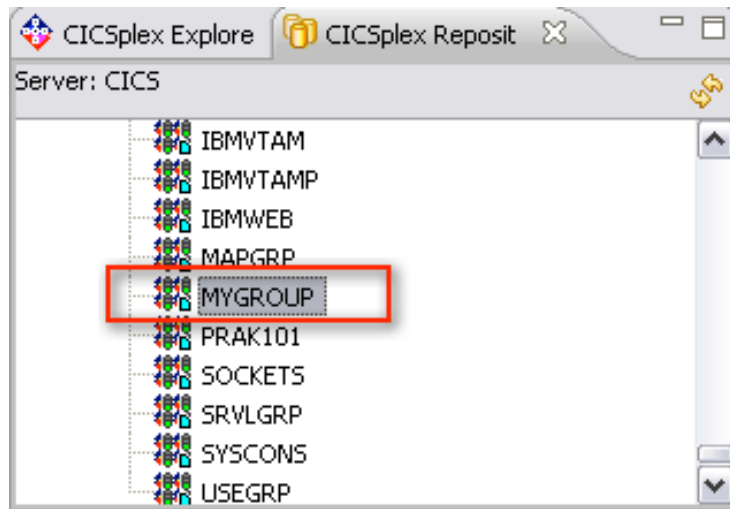 CICSplex Explore CICSplex Reposit
Server: CICS
IBMVTAM
IBMVTAMP
IBMWEB
MAPGRP
MYGROUP
PRAK101
SOCKETS
SRVLGRP
SYSCONS
USEGRP